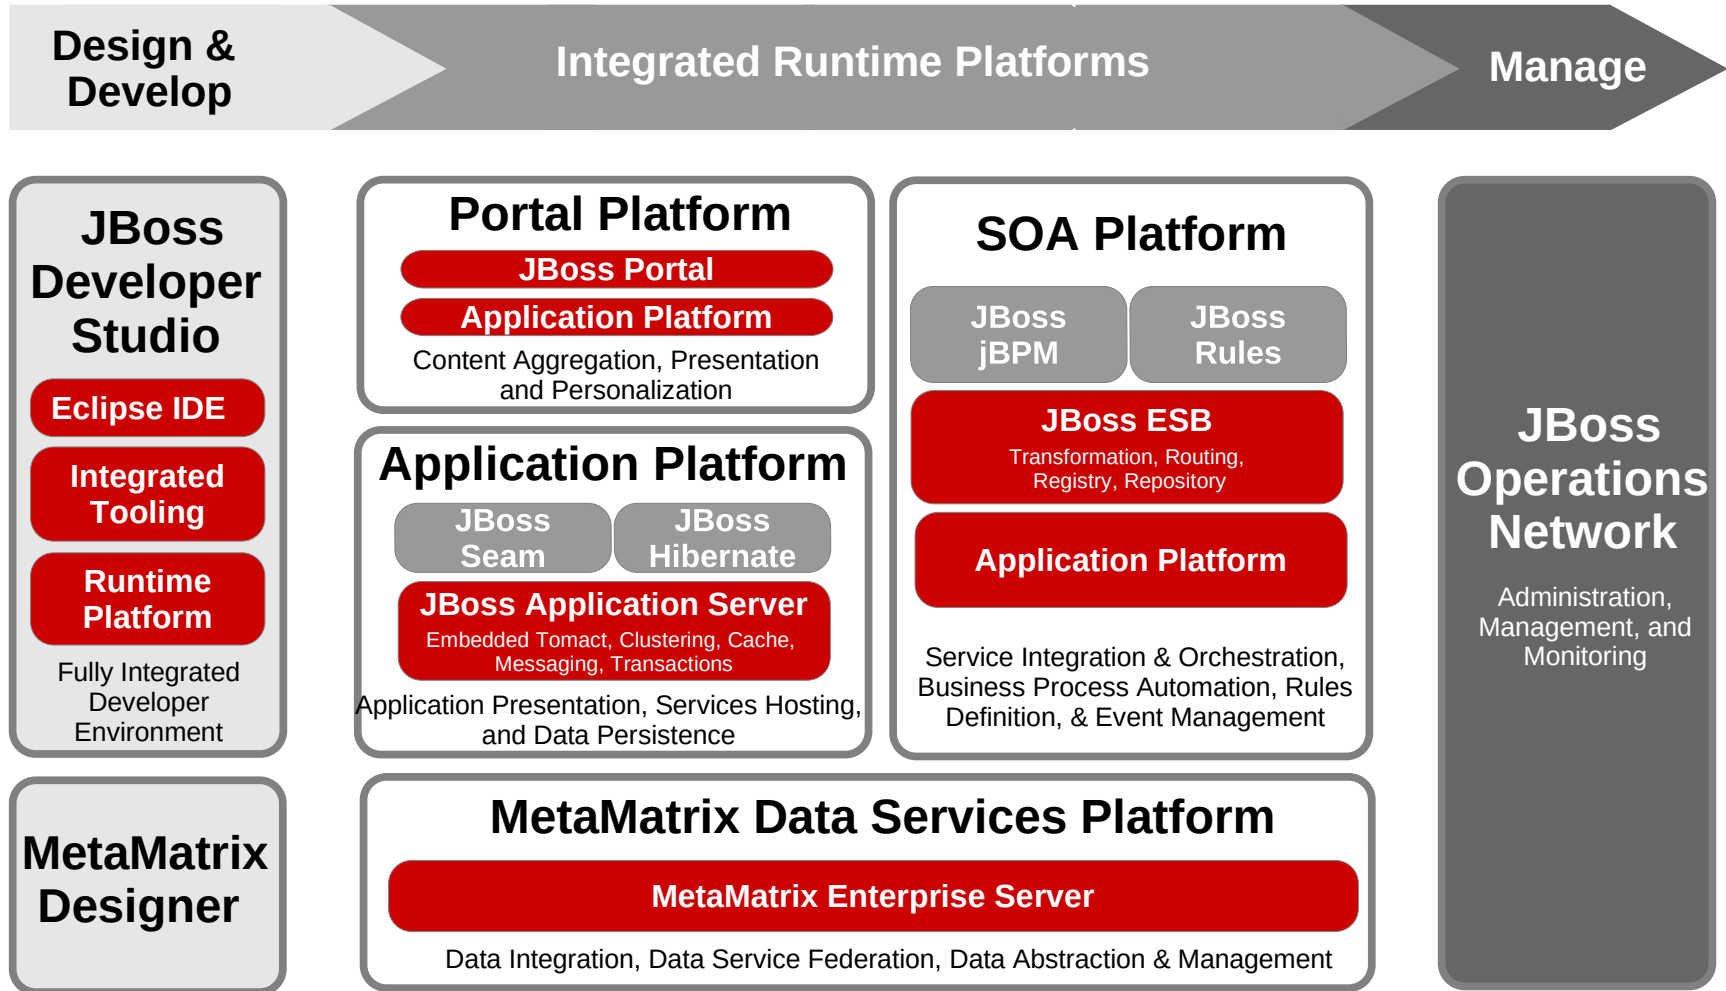 Design &
Develop
Integrated Runtime Platforms
Manage
JBoss
Developer
Studio
Eclipse IDE
Integrated
Tooling
Runtime
Platform
Fully Integrated
Developer
Environment
MetaMatrix
Designer
Portal Platform
JBoss Portal
Application Platform
Content Aggregation, Presentation
and Personalization
Application Platform
JBoss
Seam
JBoss
Hibernate
JBoss Application Server
Embedded Tomact, Clustering, Cache,
Messaging, Transactions
Application Presentation, Services Hosting,
and Data Persistence
SOA Platform
JBoss
jBPM
JBoss
Rules
JBoss ESB
Transformation, Routing,
Registry, Repository
Application Platform
Service Integration & Orchestration,
Business Process Automation, Rules
Definition, & Event Management
MetaMatrix Data Services Platform
MetaMatrix Enterprise Server
Data Integration, Data Service Federation, Data Abstraction & Management
JBoss
Operations
Network
Administration,
Management, and
Monitoring